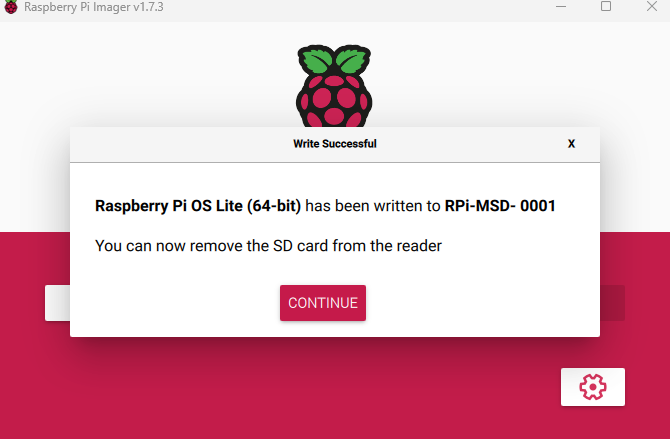 Raspberry Pi Imager v1.7.3
Write Successful
X
Raspberry Pi OS Lite (64-bit) has been written to RPi-MSD- 0001
You can now remove the SD card from the reader
CONTINUE